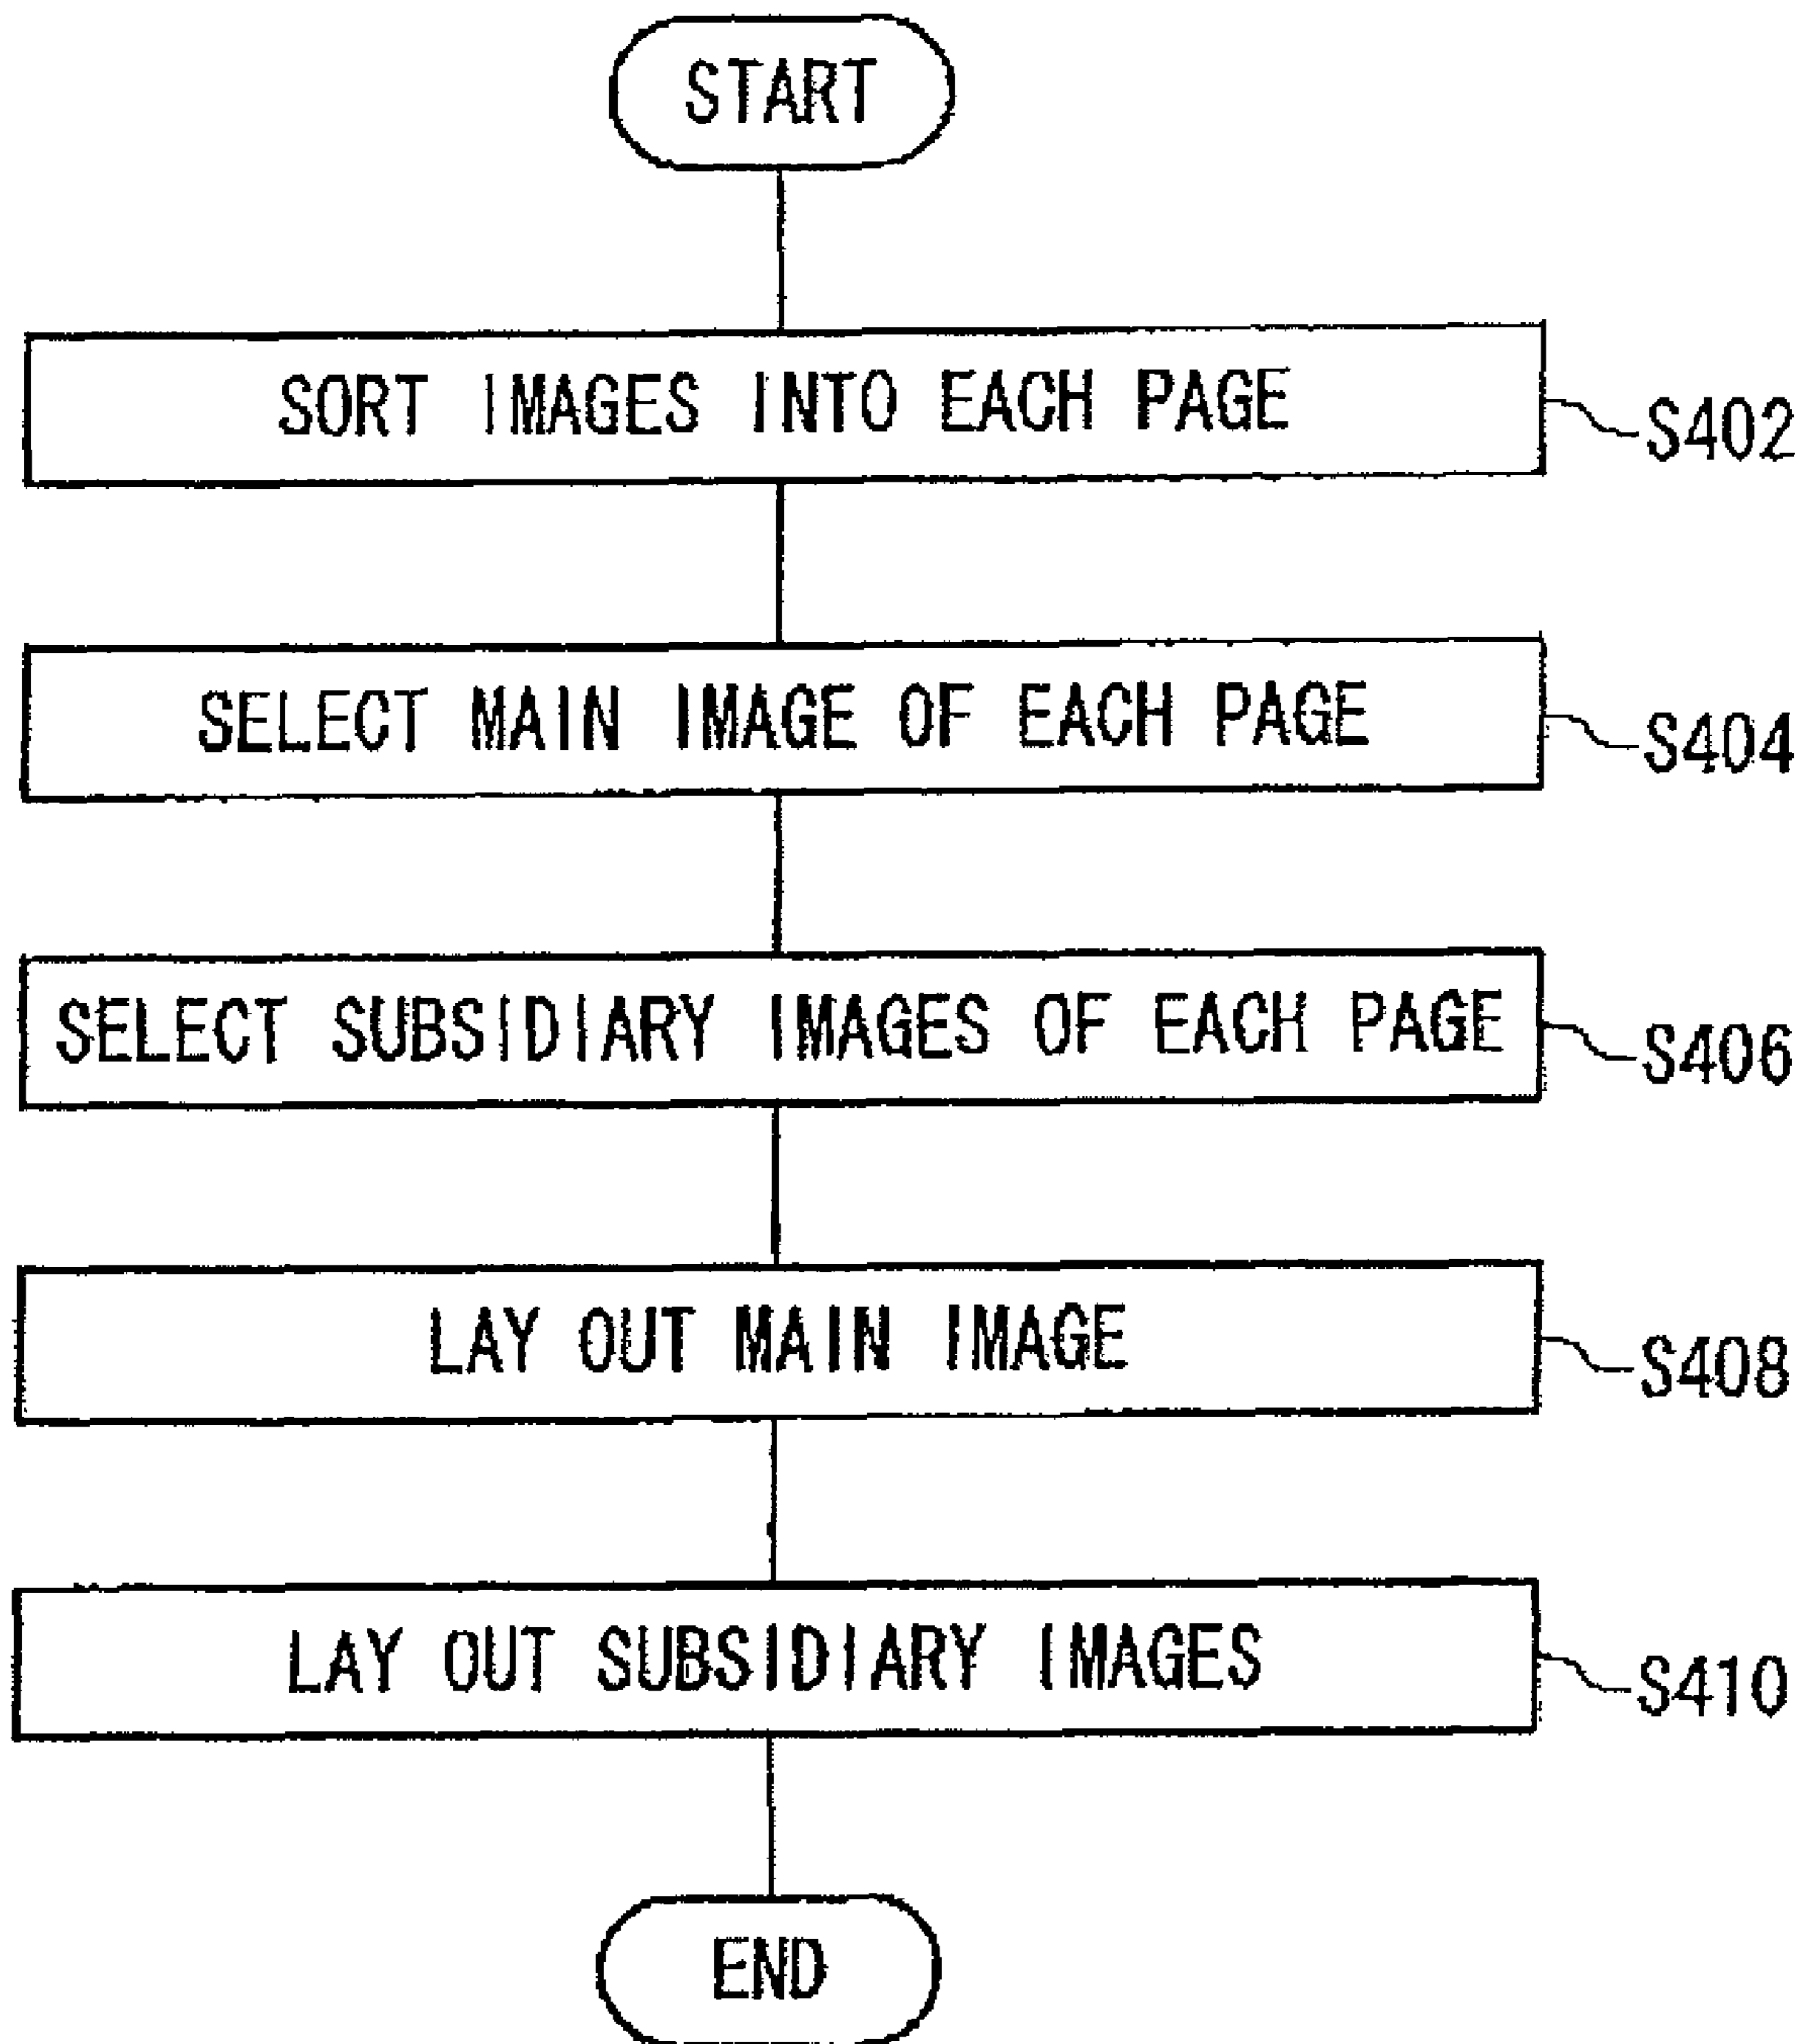 START
SORT IMAGES INTO EACH PAGE
S402
SELECT MAIN IMAGE OF EACH PAGE
S404
SELECT SUBSIDIARY IMAGES OF EACH PAGE
S406
LAY OUT MAIN IMAGE
S408
LAY OUT SUBSIDIARY IMAGES
S410
END